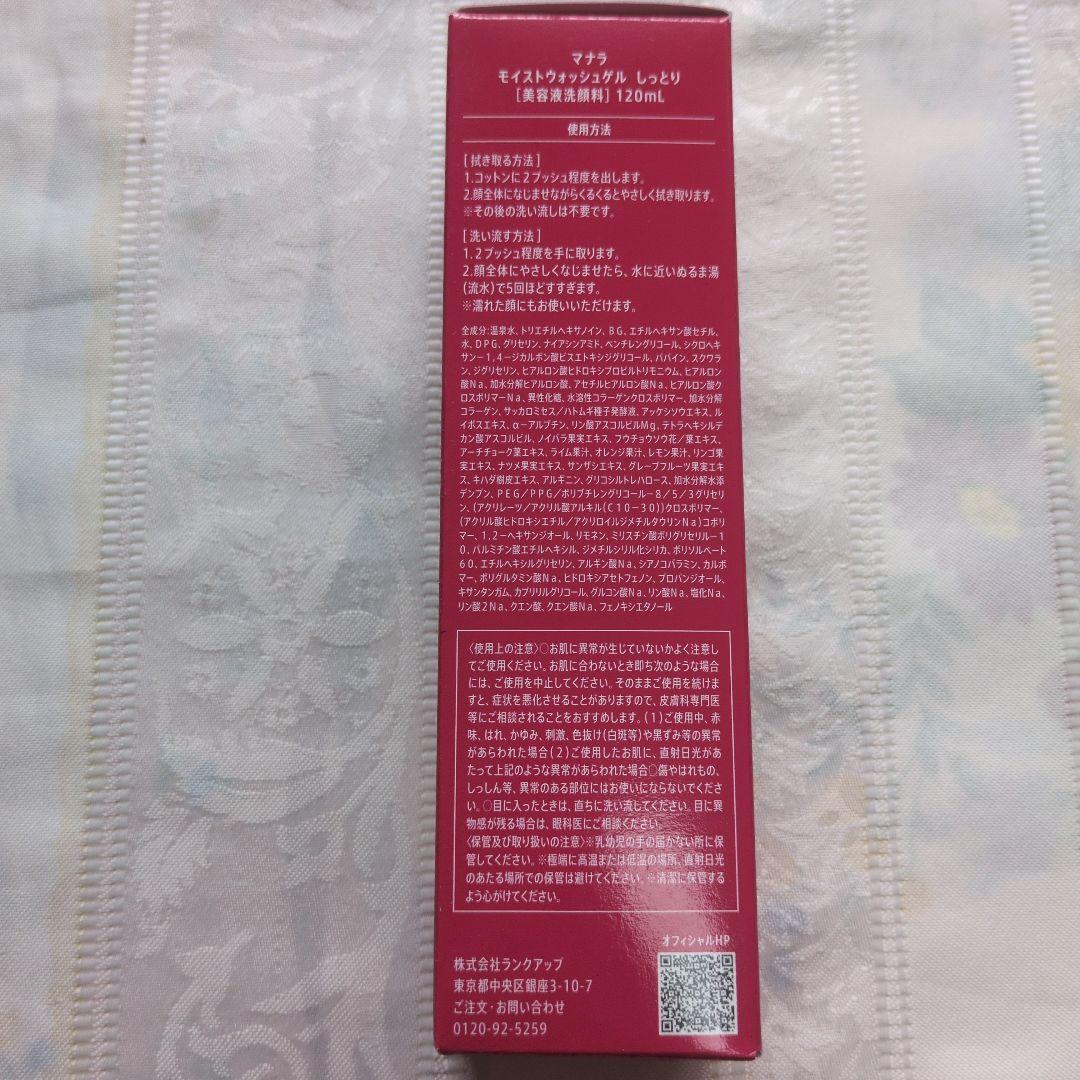 マナラ
モイストウォッシュゲル しっとり
[美容液洗顔料] 120mL
使用方法
[拭き取る方法]
1.コットンに2プッシュ程度を出します。
2.顔全体になじませながらくるくるとやさしく拭き取ります。
※その後の洗い流しは不要です。
[洗い流す方法]
1.2プッシュ程度を手に取ります。
2.顔全体にやさしくなじませたら、水に近いぬるま湯
(流水)で5回ほどすすぎます。
※濡れた顔にもお使いいただけます。
全成分:温泉水、トリエチルヘキサノイン、BG、エチルヘキサン酸セチル、
水、DPG、グリセリン、ナイアシンアミド、ペンチレングリコール、シクロヘキ
サン-1,4-ジカルボン酸ビスエトキシジグリコール、パパイン、スクワラ
ン、ジグリセリン、ヒアルロン酸ヒドロキシプロピルトリモニウム、ヒアルロン
酸Na、加水分解ヒアルロン酸、アセチルヒアルロン酸Na、ヒアルロン酸ク
ロスポリマーNa、異性化糖、水溶性コラーゲンクロスポリマー、加水分解
コラーゲン、サッカロミセス/ハトムギ種子発酵液、アッケシソウエキス、ル
イボスエキス、α-アルブチン、リン酸アスコルビルMg、テトラヘキシルデ
カン酸アスコルビル、ノイバラ果実エキス、フウチョウソウ花/葉エキス、
アーチチョーク葉エキス、ライム果汁、オレンジ果汁、レモン果汁、リンゴ果
実エキス、ナツメ果実エキス、サンザシエキス、グレープフルーツ果実エキ
ス、キハダ樹皮エキス、アルギニン、グリコシルトレハロース、加水分解水添
デンプン、PEG/PPG/ポリブチレングリコール-8/5/3グリセリ
ン、(アクリレーツ/アクリル酸アルキル(C10-30))クロスポリマー、
(アクリル酸ヒドロキシエチル/アクリロイルジメチルタウリンNa)コポリ
マー、1,2-ヘキサンジオール、リモネン、ミリスチン酸ポリグリセリル-1
0、パルミチン酸エチルヘキシル、ジメチルシリル化シリカ、ポリソルベート
60、エチルヘキシルグリセリン、アルギン酸Na、シアノコバラミン、カルボ
マー、ポリグルタミン酸Na、ヒドロキシアセトフェノン、プロパンジオール、
キサンタンガム、カプリリルグリコール、グルコン酸Na、リン酸Na、塩化Na、
リン酸2Na、クエン酸、クエン酸Na、フェノキシエタノール
〈使用上の注意〉○お肌に異常が生じていないかよく注意し
てご使用ください。お肌に合わないとき即ち次のような場合
には、ご使用を中止してください。そのままご使用を続けま
すと、症状を悪化させることがありますので、皮膚科専門医
等にご相談されることをおすすめします。(1)ご使用中、赤
味、はれ、かゆみ、刺激、色抜け(白斑等)や黒ずみ等の異常
があらわれた場合(2)ご使用したお肌に、直射日光があ
たって上記のような異常があらわれた場合○傷やはれもの、
しっしん等、異常のある部位にはお使いにならないでくださ
い。○目に入ったときは、直ちに洗い流してください。目に異
物感が残る場合は、眼科医にご相談ください。
〈保管及び取り扱いの注意〉※乳幼児の手の届かない所に保
管してください。※極端に高温または低温の場所、直射日光
のあたる場所での保管は避けてください。※清潔に保管する
よう心がけてください。
オフィシャルHP
株式会社ランクアップ
東京都中央区銀座3-10-7
ご注文・お問い合わせ
0120-92-5259